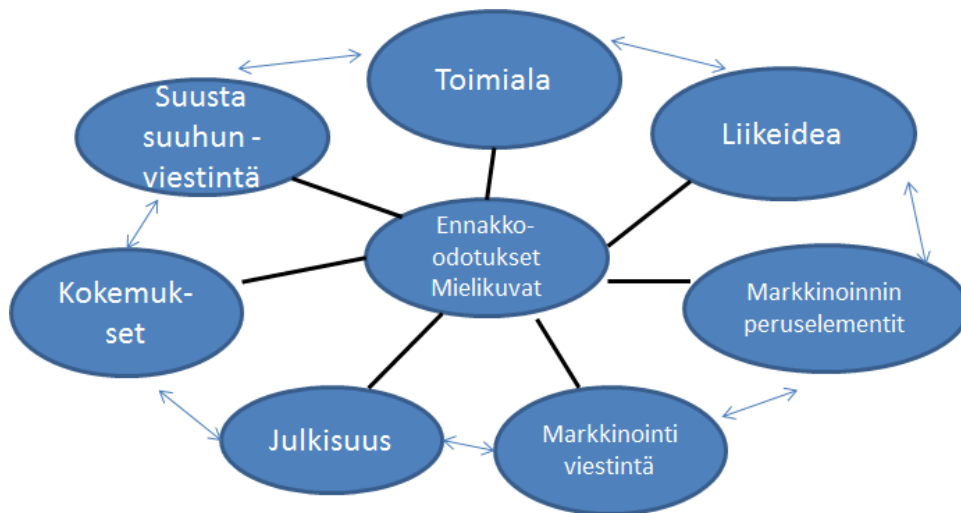 Toimiala
Suusta
suuhun -
viestintä
Liikeidea
Ennakko-
odotukset
Mielikuvat
Kokemuk-
set
Markkinoinnin
peruselementit
Julkisuus
Markkinointi
viestintä